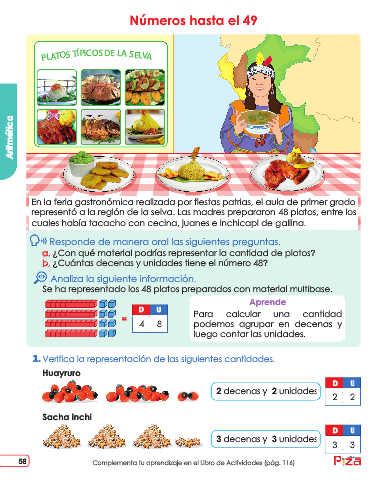 Números hasta el 49
PLATOS TÍPICOS DE LA SELVA
Aritmética
En la feria gastronómica realizada por fiestas patrias, el aula de primer grado
representó a la región de la selva. Las madres prepararon 48 platos, entre los
cuales había tacacho con cecina, juanes e inchicapi de gallina.
Responde de manera oral las siguientes preguntas.
a. ¿Con qué material podrías representar la cantidad de platos?
b. ¿Cuántas decenas y unidades tiene el número 48?
Analiza la siguiente información.
Se ha representado los 48 platos preparados con material multibase.
= D U
4 8
Aprende
Para calcular una cantidad
podemos agrupar en decenas y
luego contar las unidades.
1. Verifica la representación de las siguientes cantidades.
Huayruro
2 decenas y 2 unidades
D U
2 2
Sacha Inchi
3 decenas y 3 unidades
D U
3 3
58
Complementa tu aprendizaje en el Libro de Actividades (pág. 116)